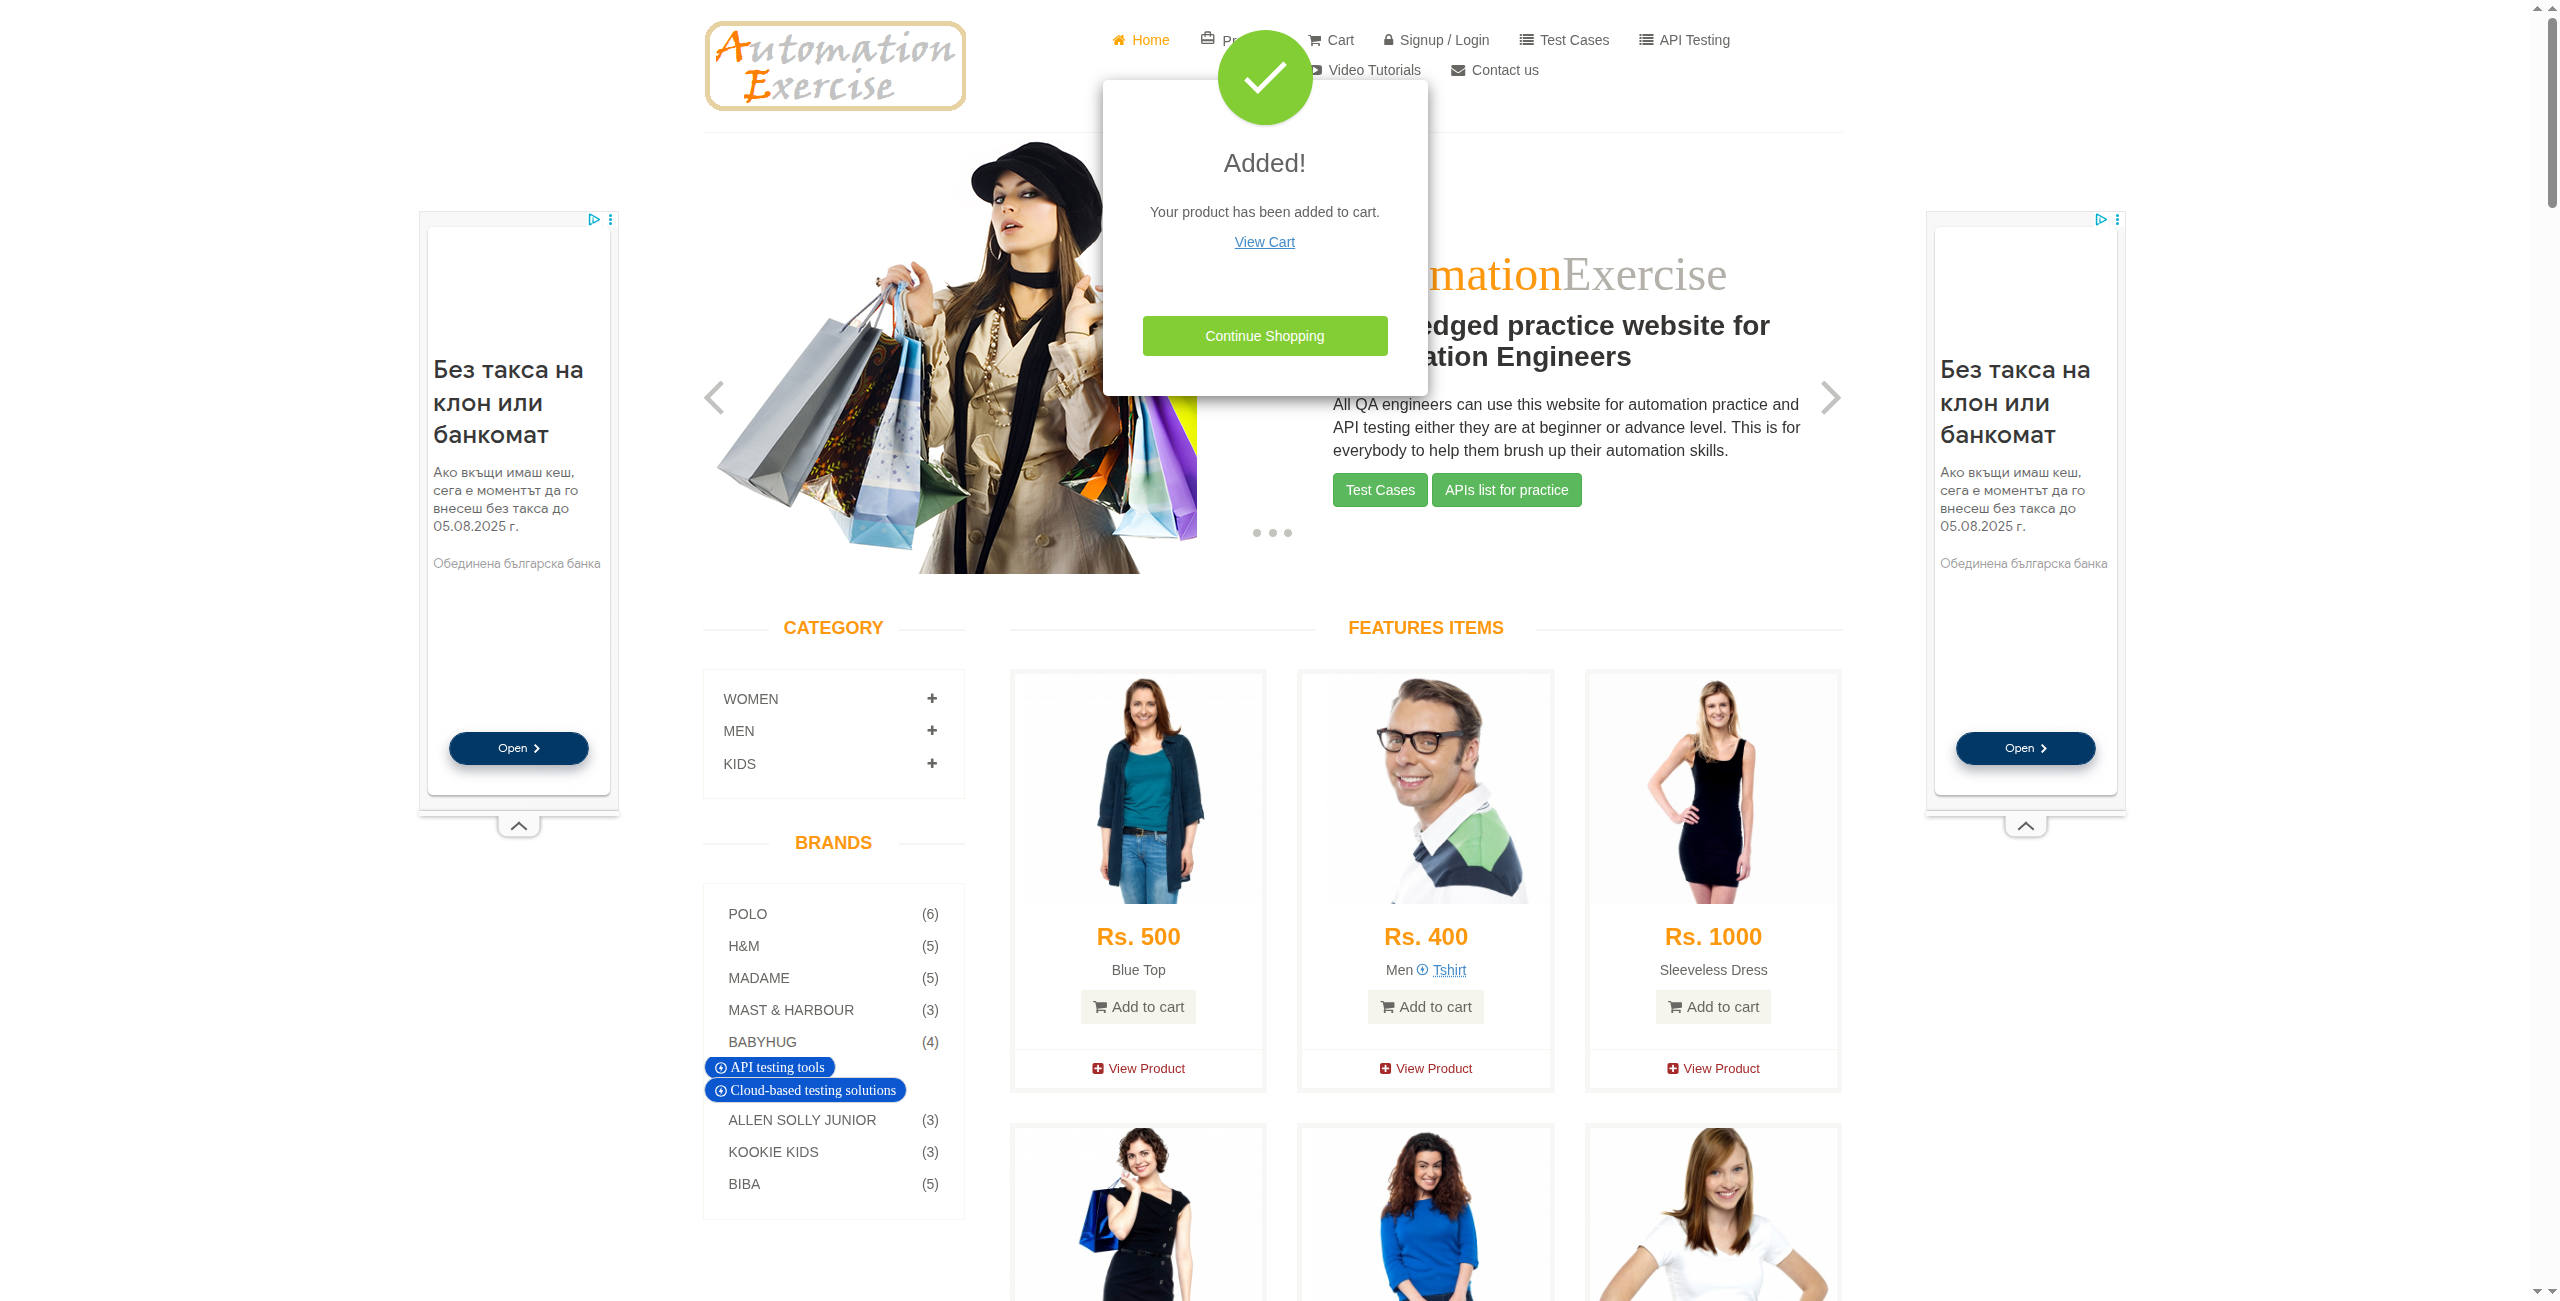 Automation
Exercise
Home
Cart
Signup / Login
Test Cases
API Testing
Video Tutorials
Contact us
Added!
Your product has been added to cart.
View Cart
Continue Shopping
mationExercise
edged practice website for
ation Engineers
All QA engineers can use this website for automation practice and
API testing either they are at beginner or advance level. This is for
everybody to help them brush up their automation skills.
Test Cases
APIs list for practice
Без такса на
клон или
банкомат
Ако вкъщи имаш кеш,
сега е моментът да го
внесеш без такса до
05.08.2025 г.
Обединена българска банка
Open
Без такса на
клон или
банкомат
Ако вкъщи имаш кеш,
сега е моментът да го
внесеш без такса до
05.08.2025 г.
Обединена българска банка
Open
CATEGORY
WOMEN
MEN
KIDS
BRANDS
POLO (6)
H&M (5)
MADAME (5)
MAST & HARBOUR (3)
BABYHUG (4)
API testing tools
Cloud-based testing solutions
ALLEN SOLLY JUNIOR (3)
KOOKIE KIDS (3)
BIBA (5)
FEATURES ITEMS
Rs. 500
Blue Top
Add to cart
View Product
Rs. 400
Men Tshirt
Add to cart
View Product
Rs. 1000
Sleeveless Dress
Add to cart
View Product